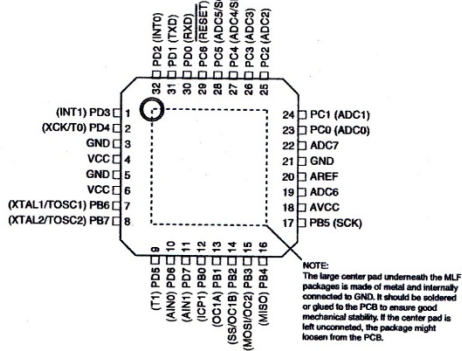 PD2 (INT0)
PD1 (TXD)
PD0 (RXD)
PC6 (RESET)
PC5 (ADC5/S
PC4 (ADC4/S
PC3 (ADC3)
PC2 (ADC2)
32 31 30 29 28 27 26 25
(INT1) PD3 1
(XCK/T0) PD4 2
GND 3
VCC 4
GND 5
VCC 6
(XTAL1/TOSC1) PB6 7
(XTAL2/TOSC2) PB7 8
24 PC1 (ADC1)
23 PC0 (ADC0)
22 ADC7
21 GND
20 AREF
19 ADC6
18 AVCC
17 PB5 (SCK)
9 10 11 12 13 14 15 16
(T1) PD5
(AIN0) PD6
(AIN1) PD7
(ICP1) PB0
(OC1A) PB1
(SS/OC1B) PB2
(MOSI/OC2) PB3
(MISO) PB4
NOTE:
The large center pad underneath the MLF
packages is made of metal and internally
connected to GND. It should be soldered
or glued to the PCB to ensure good
mechanical stability. If the center pad is
left unconneted, the package might
loosen from the PCB.